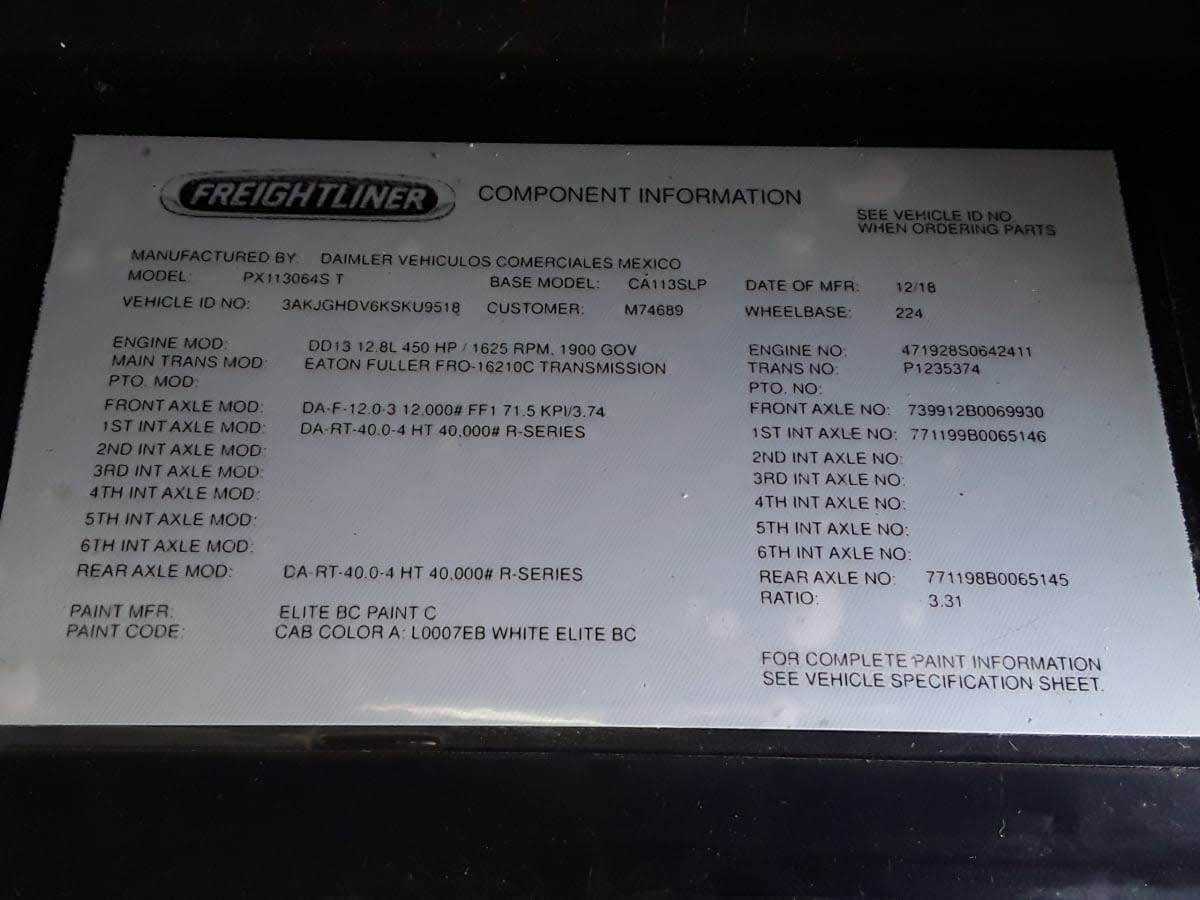 FREIGHTLINER COMPONENT INFORMATION
SEE VEHICLE ID NO.
WHEN ORDERING PARTS
MANUFACTURED BY: DAIMLER VEHICULOS COMERCIALES MEXICO
MODEL: PX113064S T BASE MODEL: CA113SLP DATE OF MFR: 12/18
VEHICLE ID NO: 3AKJGHDV6KSKU9518 CUSTOMER: M74689 WHEELBASE: 224
ENGINE MOD: DD13 12.8L 450 HP / 1625 RPM, 1900 GOV ENGINE NO: 471928S0642411
MAIN TRANS MOD: EATON FULLER FRO-16210C TRANSMISSION TRANS NO: P1235374
PTO. MOD: PTO. NO:
FRONT AXLE MOD: DA-F-12.0-3 12,000# FF1 71.5 KPI/3.74 FRONT AXLE NO: 739912B0069930
1ST INT AXLE MOD: DA-RT-40.0-4 HT 40,000# R-SERIES 1ST INT AXLE NO: 771199B0065146
2ND INT AXLE MOD: 2ND INT AXLE NO:
3RD INT AXLE MOD: 3RD INT AXLE NO:
4TH INT AXLE MOD: 4TH INT AXLE NO:
5TH INT AXLE MOD: 5TH INT AXLE NO:
6TH INT AXLE MOD: 6TH INT AXLE NO:
REAR AXLE MOD: DA-RT-40.0-4 HT 40,000# R-SERIES REAR AXLE NO: 771198B0065145
RATIO: 3.31
PAINT MFR: ELITE BC PAINT C
PAINT CODE: CAB COLOR A: L0007EB WHITE ELITE BC
FOR COMPLETE PAINT INFORMATION
SEE VEHICLE SPECIFICATION SHEET.